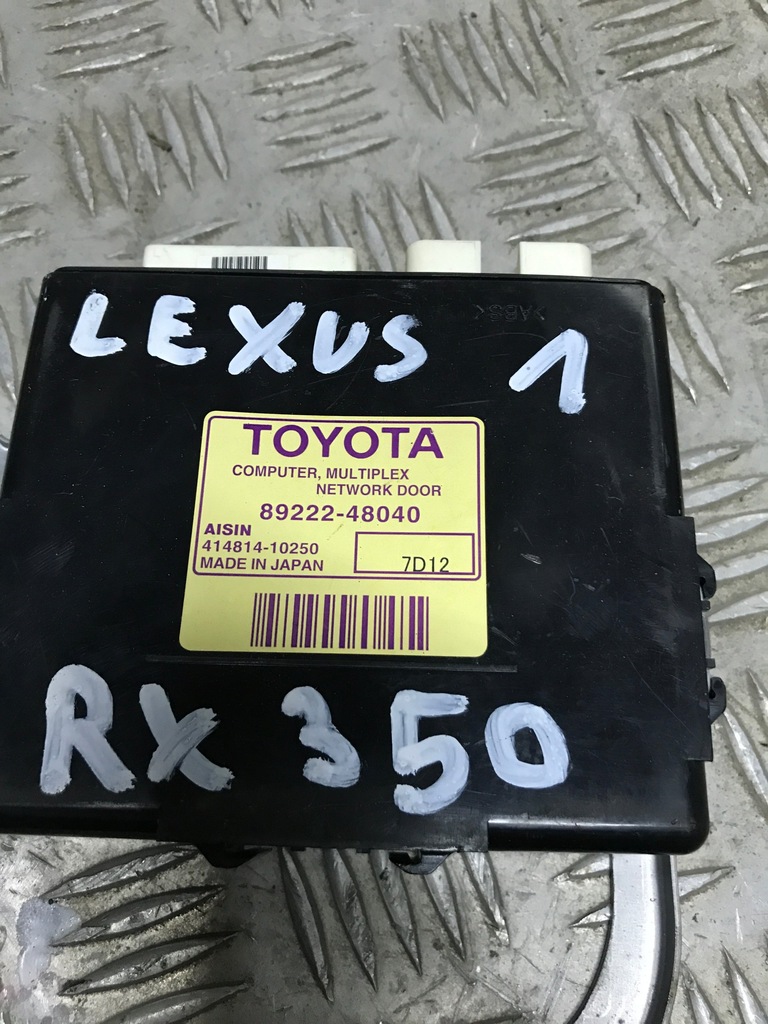 LEXUS 1
TOYOTA
COMPUTER, MULTIPLEX
NETWORK DOOR
89222-48040
AISIN
414814-10250
MADE IN JAPAN
7D12
RX 350